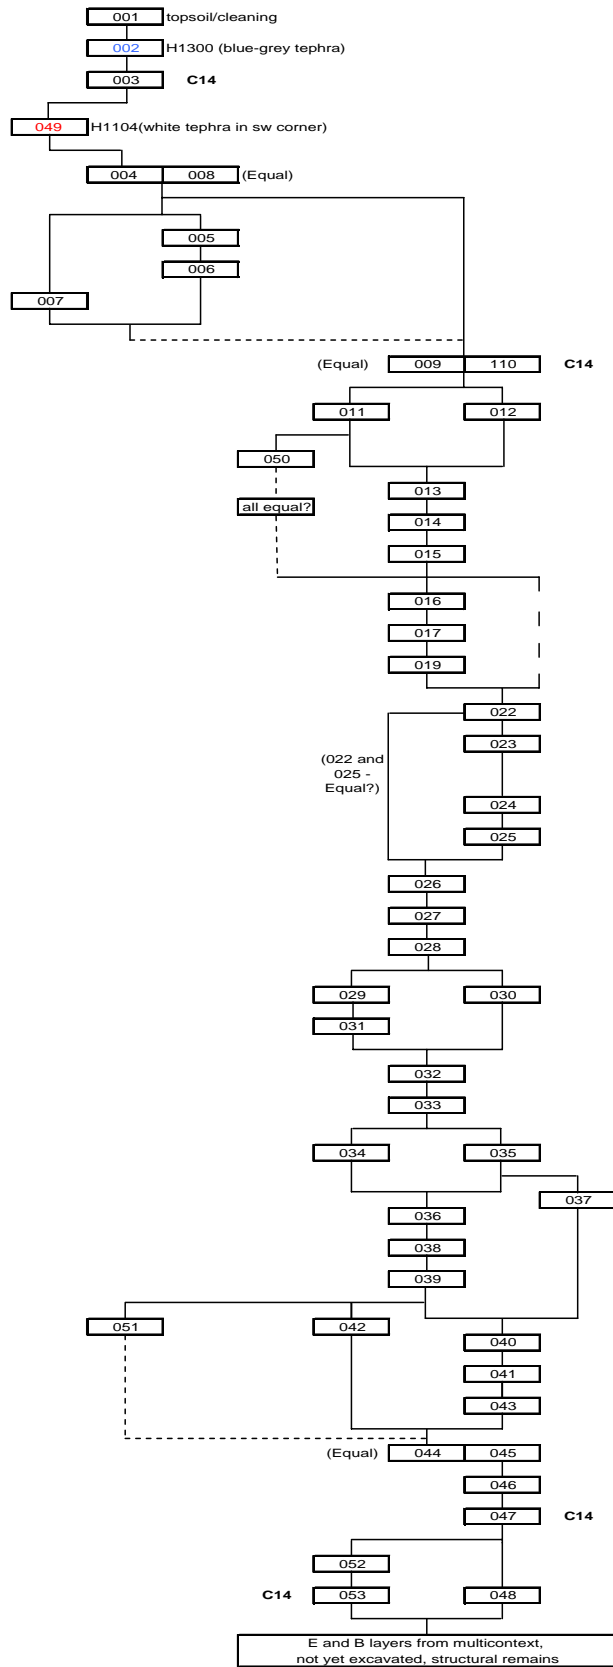 001 topsoil/cleaning
002 H1300 (blue-grey tephra)
003 C14
049 H1104(white tephra in sw corner)
004 008 (Equal)
005
006
007
(Equal) 009 110 C14
011 012
050
013
all equal?
014
015
016
017
019
022
023
(022 and
025 -
Equal?)
024
025
026
027
028
029 030
031
032
033
034 035
037
036
038
039
051 042
040
041
043
(Equal) 044 045
046
047 C14
052
C14 053 048
E and B layers from multicontext,
not yet excavated, structural remains